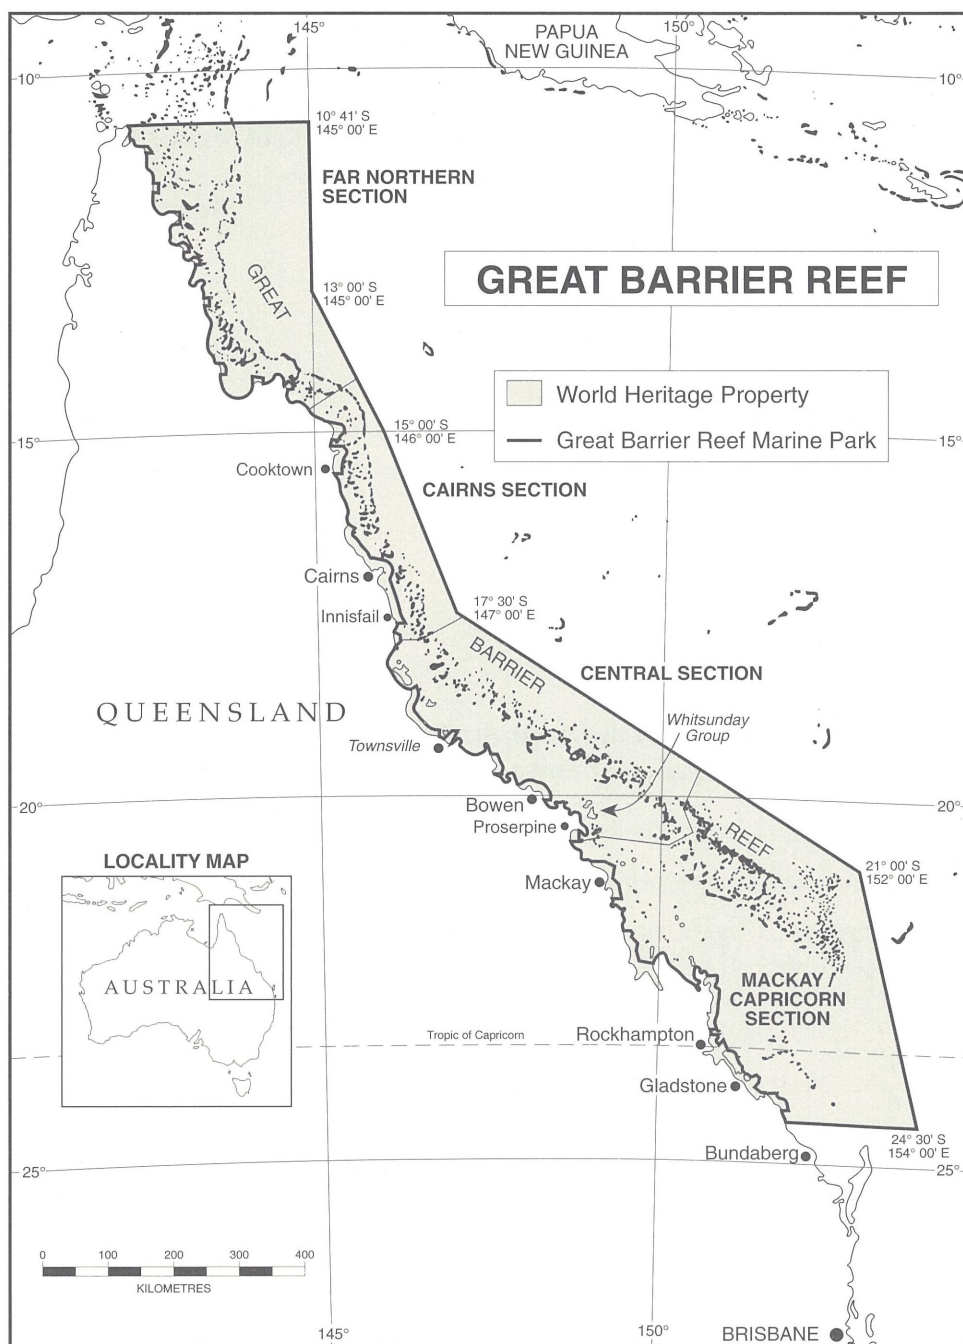 145°
150°
PAPUA
NEW GUINEA
10°
10°
10° 41' S
145° 00' E
FAR NORTHERN
SECTION
GREAT
GREAT BARRIER REEF
13° 00' S
145° 00' E
World Heritage Property
Great Barrier Reef Marine Park
15°
15° 00' S
146° 00' E
15°
Cooktown
CAIRNS SECTION
Cairns
Innisfail
17° 30' S
147° 00' E
BARRIER
CENTRAL SECTION
QUEENSLAND
Whitsunday
Group
Townsville
20°
Bowen
20°
Proserpine
REEF
LOCALITY MAP
Mackay
21° 00' S
152° 00' E
AUSTRALIA
MACKAY /
CAPRICORN
SECTION
Tropic of Capricorn
Rockhampton
Gladstone
24° 30' S
154° 00' E
Bundaberg
25°
25°
0 100 200 300 400
KILOMETRES
145°
150°
BRISBANE